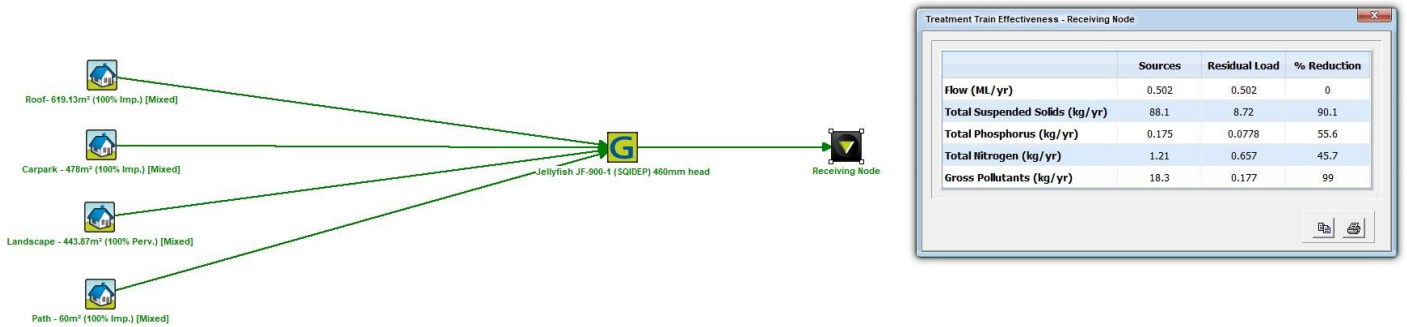 Roof- 619.13m² (100% Imp.) [Mixed]
Carpark - 478m² (100% Imp.) [Mixed]
Landscape - 443.87m² (100% Perv.) [Mixed]
Path - 60m² (100% Imp.) [Mixed]
G
Jellyfish JF-900-1 (SQIDEP) 460mm head
Receiving Node
Treatment Train Effectiveness - Receiving Node
Sources Residual Load % Reduction
Flow (ML/yr) 0.502 0.502 0
Total Suspended Solids (kg/yr) 88.1 8.72 90.1
Total Phosphorus (kg/yr) 0.175 0.0778 55.6
Total Nitrogen (kg/yr) 1.21 0.657 45.7
Gross Pollutants (kg/yr) 18.3 0.177 99